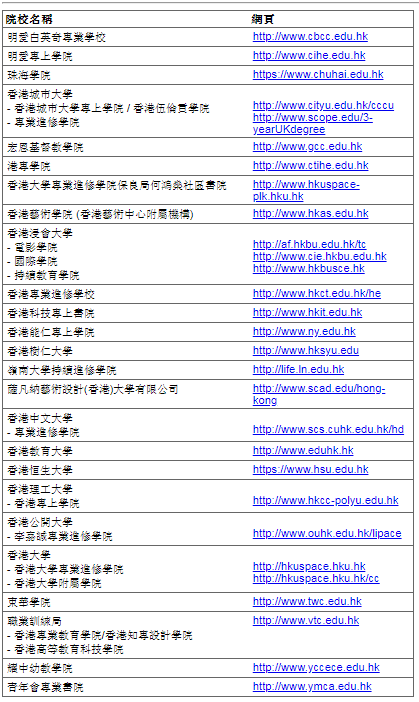 院校名稱 網頁
明愛白英奇專業學校 http://www.cbcc.edu.hk
明愛專上學院 http://www.cihe.edu.hk
珠海學院 https://www.chuhai.edu.hk
香港城市大學
- 香港城市大學專上學院 / 香港伍倫貢學院 http://www.cityu.edu.hk/cccu
- 專業進修學院 http://www.scope.edu/3-
yearUKdegree
宏恩基督教學院 http://www.gcc.edu.hk
港專學院 http://www.ctihe.edu.hk
香港大學專業進修學院保良局何鴻燊社區書院 http://www.hkuspace-
plk.hku.hk
香港藝術學院 (香港藝術中心附屬機構) http://www.hkas.edu.hk
香港浸會大學
- 電影學院 http://af.hkbu.edu.hk/tc
- 國際學院 http://www.cie.hkbu.edu.hk
- 持續教育學院 http://www.hkbusce.hk
香港專業進修學校 http://www.hkct.edu.hk/he
香港科技專上書院 http://www.hkit.edu.hk
香港能仁專上學院 http://www.ny.edu.hk
香港樹仁大學 http://www.hksyu.edu
嶺南大學持續進修學院 http://life.ln.edu.hk
薩凡納藝術設計(香港)大學有限公司 http://www.scad.edu/hong-
kong
香港中文大學
- 專業進修學院 http://www.scs.cuhk.edu.hk/hd
香港教育大學 http://www.eduhk.hk
香港恒生大學 https://www.hsu.edu.hk
香港理工大學
- 香港專上學院 http://www.hkcc-polyu.edu.hk
香港公開大學
- 李嘉誠專業進修學院 http://www.ouhk.edu.hk/lipace
香港大學
- 香港大學專業進修學院 http://hkuspace.hku.hk
- 香港大學附屬學院 http://hkuspace.hku.hk/cc
東華學院 http://www.twc.edu.hk
職業訓練局 http://www.vtc.edu.hk
- 香港專業教育學院/香港知專設計學院
- 香港高等教育科技學院
耀中幼教學院 http://www.yccece.edu.hk
青年會專業書院 http://www.ymca.edu.hk